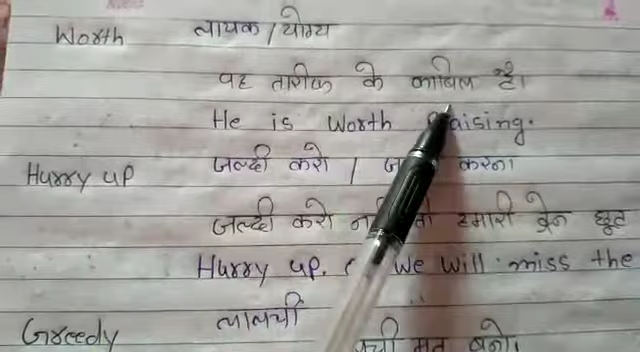 Worth लायक / योग्य
वह तारीफ के काबिल है।
He is worth
Hurry up जल्दी करो / करना
जल्दी करो हमारी ट्रेन छूट
Hurry up. We will miss the
Greedy लालची
मत बनो।